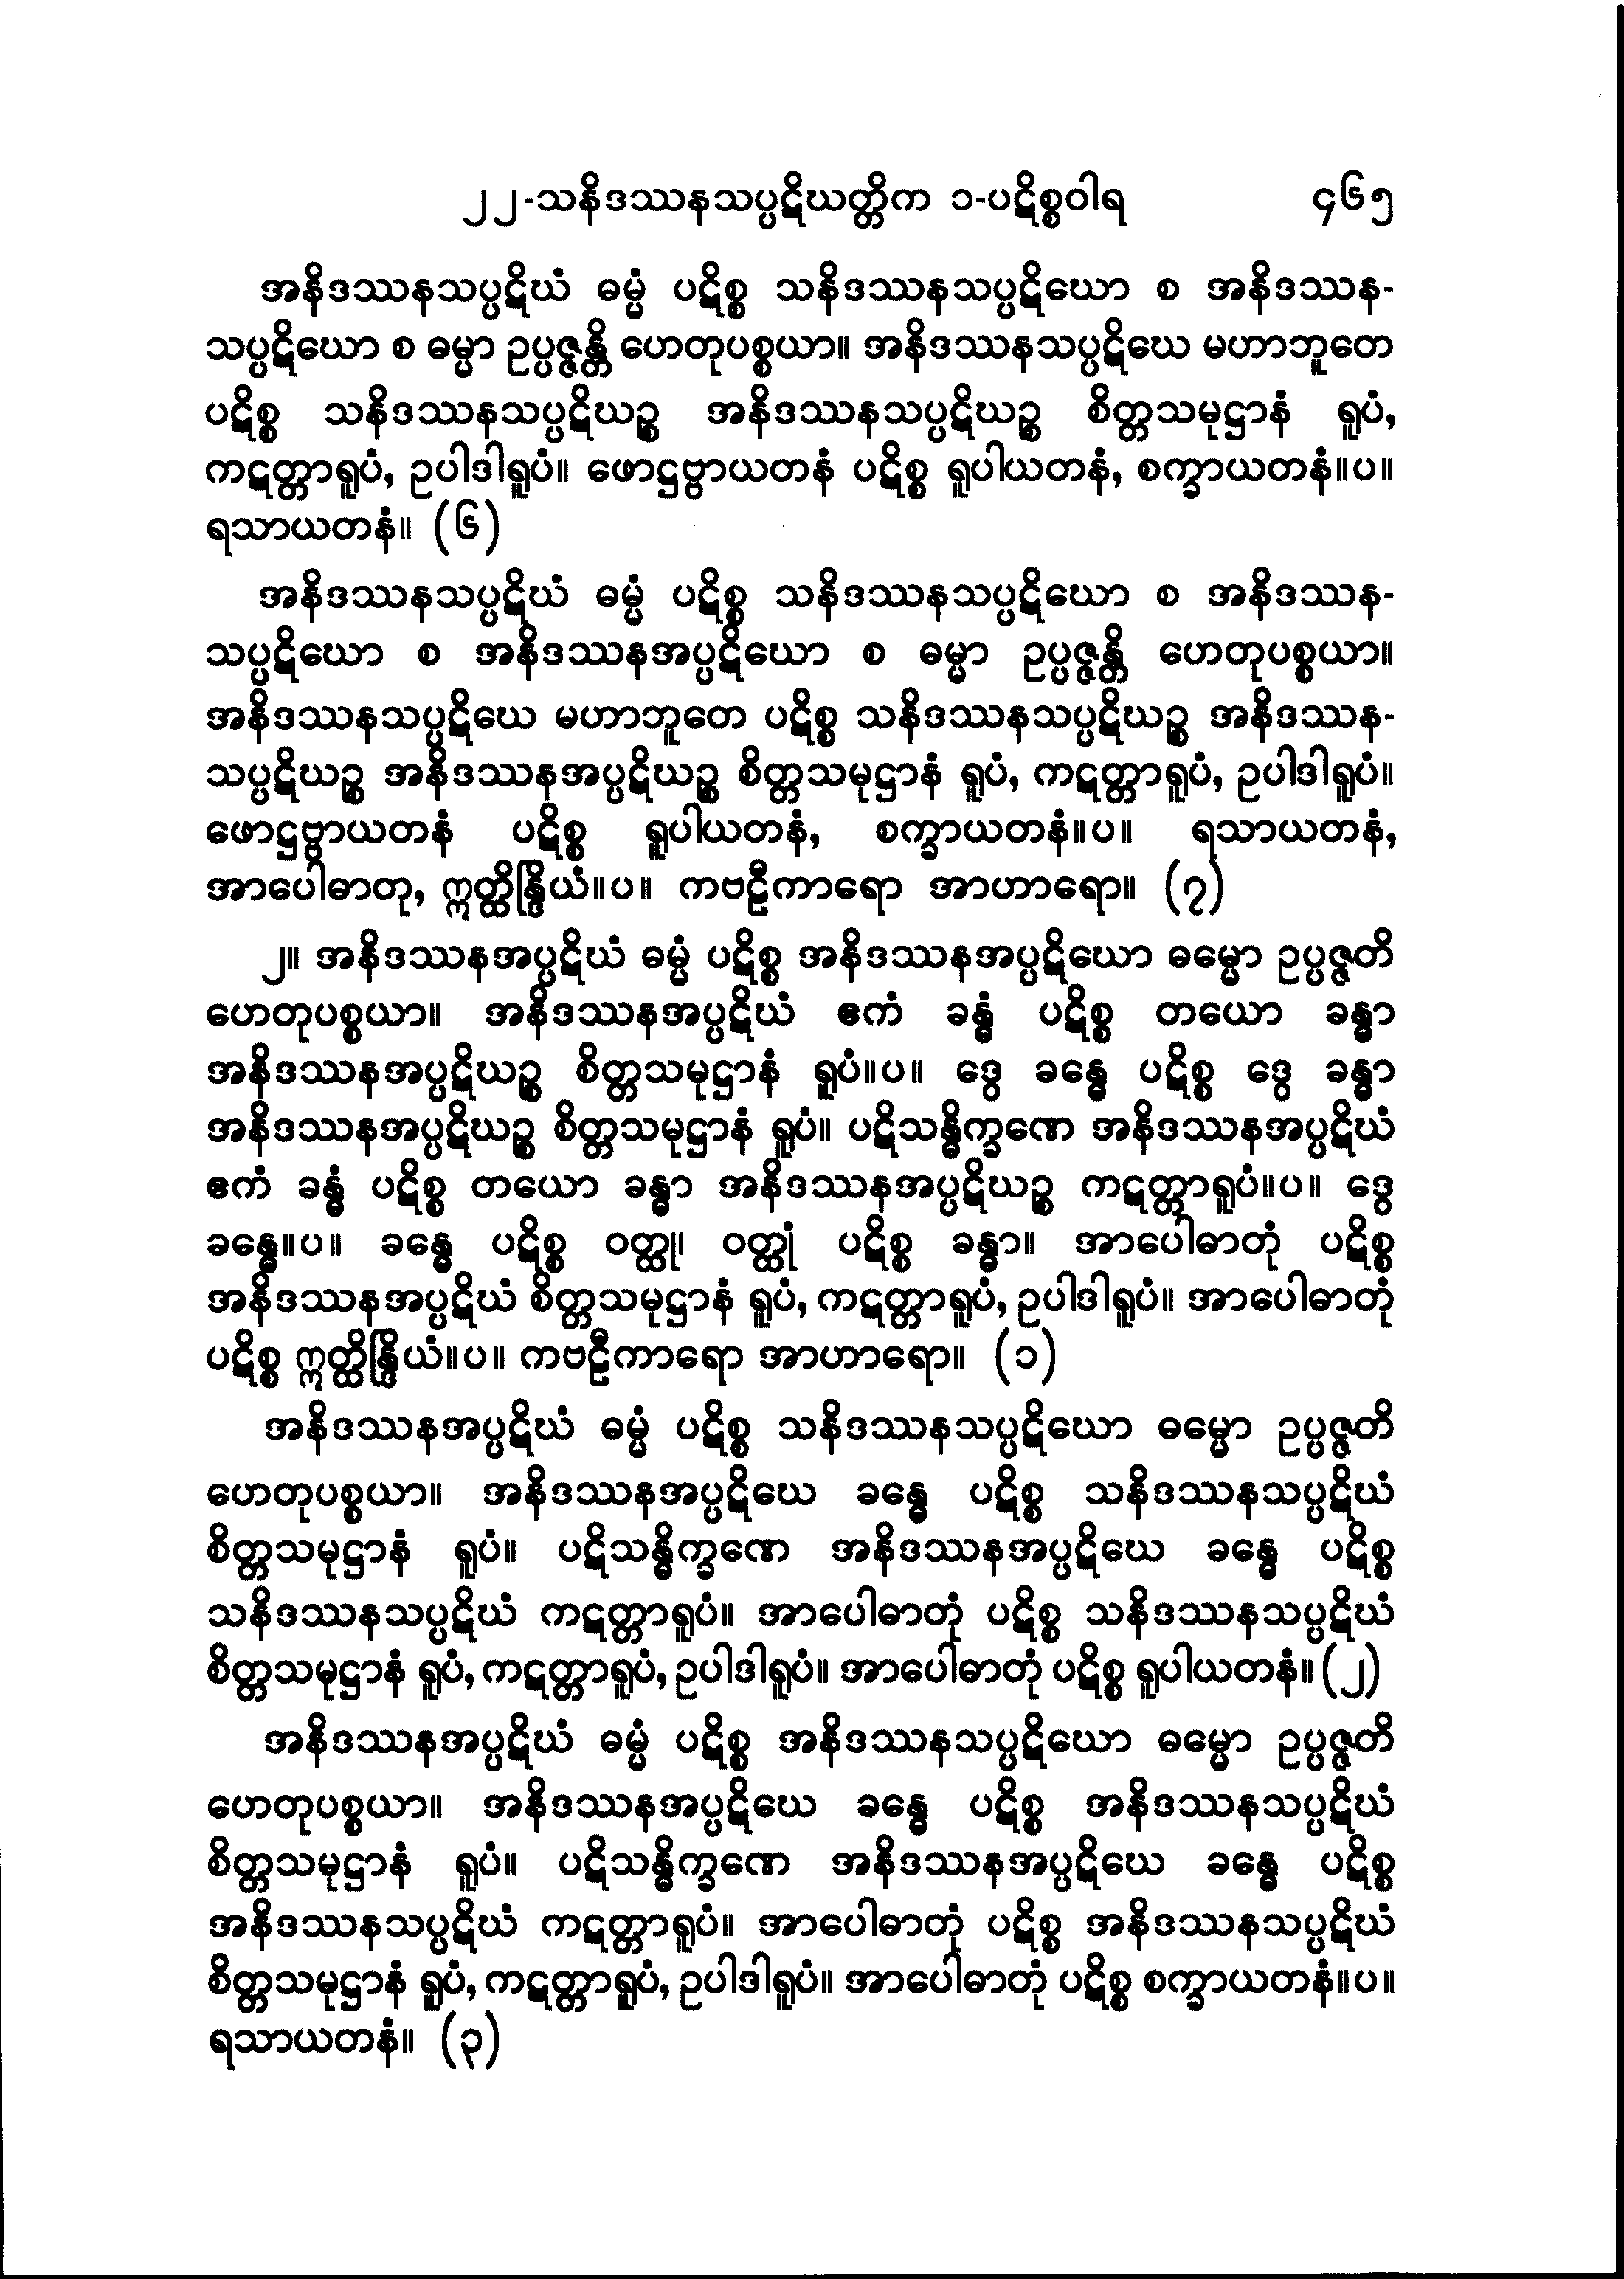 ၂၂-သနိဒဿနသပ္ပဋိဃတ္တိက ၁-ပဋိစ္စဝါရ ၄၆၅
အနိဒဿနသပ္ပဋိဃံ ဓမ္မံ ပဋိစ္စ သနိဒဿနသပ္ပဋိဃော စ အနိဒဿန-
သပ္ပဋိဃော စ ဓမ္မာ ဥပ္ပဇ္ဇန္တိ ဟေတုပစ္စယာ။ အနိဒဿနသပ္ပဋိဃေ မဟာဘူတေ
ပဋိစ္စ သနိဒဿနသပ္ပဋိဃဉ္စ အနိဒဿနသပ္ပဋိဃဉ္စ စိတ္တသမုဋ္ဌာနံ ရူပံ,
ကဋတ္တာရူပံ, ဥပါဒါရူပံ။ ဖောဋ္ဌဗ္ဗာယတနံ ပဋိစ္စ ရူပါယတနံ, စက္ခာယတနံ။ပ။
ရသာယတနံ။ (၆)
အနိဒဿနသပ္ပဋိဃံ ဓမ္မံ ပဋိစ္စ သနိဒဿနသပ္ပဋိဃော စ အနိဒဿန-
သပ္ပဋိဃော စ အနိဒဿနအပ္ပဋိဃော စ ဓမ္မာ ဥပ္ပဇ္ဇန္တိ ဟေတုပစ္စယာ။
အနိဒဿနသပ္ပဋိဃေ မဟာဘူတေ ပဋိစ္စ သနိဒဿနသပ္ပဋိဃဉ္စ အနိဒဿန-
သပ္ပဋိဃဉ္စ အနိဒဿနအပ္ပဋိဃဉ္စ စိတ္တသမုဋ္ဌာနံ ရူပံ, ကဋတ္တာရူပံ, ဥပါဒါရူပံ။
ဖောဋ္ဌဗ္ဗာယတနံ ပဋိစ္စ ရူပါယတနံ, စက္ခာယတနံ။ပ။ ရသာယတနံ,
အာပေါဓာတု, ဣတ္ထိန္ဒြိယံ။ပ။ ကဗဠီကာရော အာဟာရော။ (၇)
၂။ အနိဒဿနအပ္ပဋိဃံ ဓမ္မံ ပဋိစ္စ အနိဒဿနအပ္ပဋိဃော ဓမ္မော ဥပ္ပဇ္ဇတိ
ဟေတုပစ္စယာ။ အနိဒဿနအပ္ပဋိဃံ ဧကံ ခန္ဓံ ပဋိစ္စ တယော ခန္ဓာ
အနိဒဿနအပ္ပဋိဃဉ္စ စိတ္တသမုဋ္ဌာနံ ရူပံ။ပ။ ဒွေ ခန္ဓေ ပဋိစ္စ ဒွေ ခန္ဓာ
အနိဒဿနအပ္ပဋိဃဉ္စ စိတ္တသမုဋ္ဌာနံ ရူပံ။ ပဋိသန္ဓိက္ခဏေ အနိဒဿနအပ္ပဋိဃံ
ဧကံ ခန္ဓံ ပဋိစ္စ တယော ခန္ဓာ အနိဒဿနအပ္ပဋိဃဉ္စ ကဋတ္တာရူပံ။ပ။ ဒွေ
ခန္ဓေ။ပ။ ခန္ဓေ ပဋိစ္စ ဝတ္ထု၊ ဝတ္ထုံ ပဋိစ္စ ခန္ဓာ။ အာပေါဓာတုံ ပဋိစ္စ
အနိဒဿနအပ္ပဋိဃံ စိတ္တသမုဋ္ဌာနံ ရူပံ, ကဋတ္တာရူပံ, ဥပါဒါရူပံ။ အာပေါဓာတုံ
ပဋိစ္စ ဣတ္ထိန္ဒြိယံ။ပ။ ကဗဠီကာရော အာဟာရော။ (၁)
အနိဒဿနအပ္ပဋိဃံ ဓမ္မံ ပဋိစ္စ သနိဒဿနသပ္ပဋိဃော ဓမ္မော ဥပ္ပဇ္ဇတိ
ဟေတုပစ္စယာ။ အနိဒဿနအပ္ပဋိဃေ ခန္ဓေ ပဋိစ္စ သနိဒဿနသပ္ပဋိဃံ
စိတ္တသမုဋ္ဌာနံ ရူပံ။ ပဋိသန္ဓိက္ခဏေ အနိဒဿနအပ္ပဋိဃေ ခန္ဓေ ပဋိစ္စ
သနိဒဿနသပ္ပဋိဃံ ကဋတ္တာရူပံ။ အာပေါဓာတုံ ပဋိစ္စ သနိဒဿနသပ္ပဋိဃံ
စိတ္တသမုဋ္ဌာနံ ရူပံ, ကဋတ္တာရူပံ, ဥပါဒါရူပံ။ အာပေါဓာတုံ ပဋိစ္စ ရူပါယတနံ။ (၂)
အနိဒဿနအပ္ပဋိဃံ ဓမ္မံ ပဋိစ္စ အနိဒဿနသပ္ပဋိဃော ဓမ္မော ဥပ္ပဇ္ဇတိ
ဟေတုပစ္စယာ။ အနိဒဿနအပ္ပဋိဃေ ခန္ဓေ ပဋိစ္စ အနိဒဿနသပ္ပဋိဃံ
စိတ္တသမုဋ္ဌာနံ ရူပံ။ ပဋိသန္ဓိက္ခဏေ အနိဒဿနအပ္ပဋိဃေ ခန္ဓေ ပဋိစ္စ
အနိဒဿနသပ္ပဋိဃံ ကဋတ္တာရူပံ။ အာပေါဓာတုံ ပဋိစ္စ အနိဒဿနသပ္ပဋိဃံ
စိတ္တသမုဋ္ဌာနံ ရူပံ, ကဋတ္တာရူပံ, ဥပါဒါရူပံ။ အာပေါဓာတုံ ပဋိစ္စ စက္ခာယတနံ။ပ။
ရသာယတနံ။ (၃)